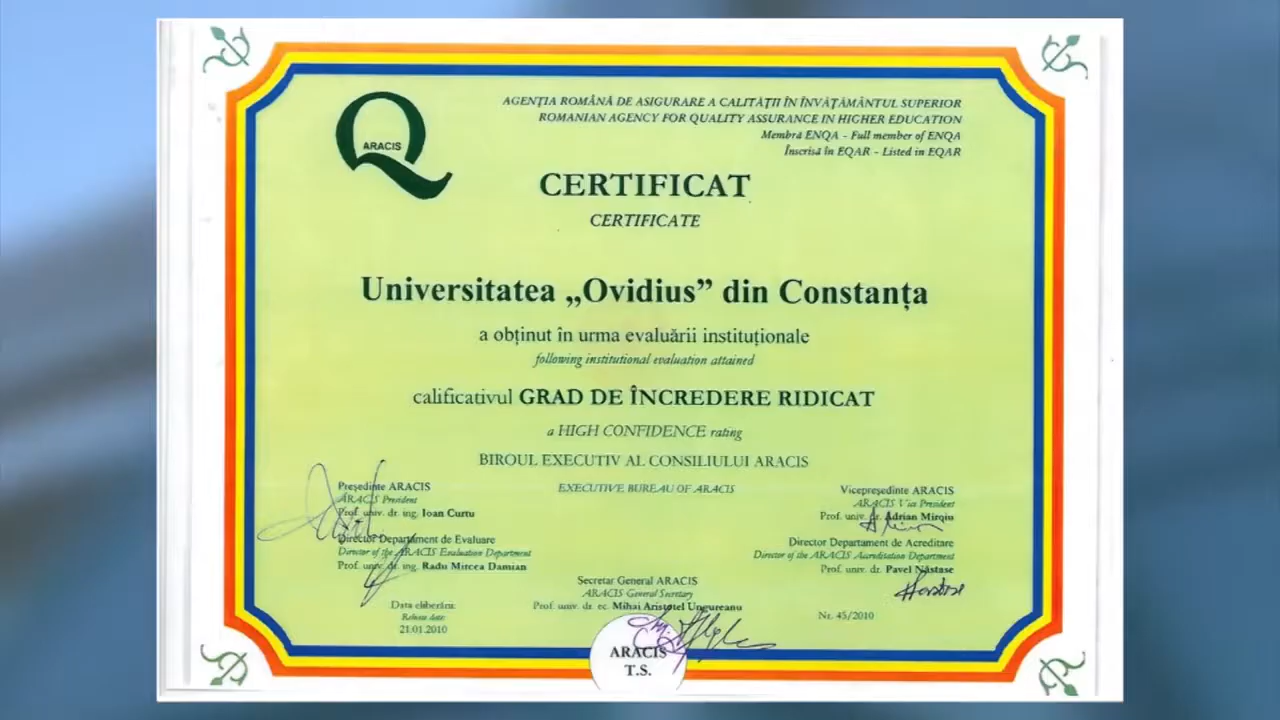 ARACIS
AGENȚIA ROMÂNĂ DE ASIGURARE A CALITĂȚII ÎN ÎNVĂȚĂMÂNTUL SUPERIOR
ROMANIAN AGENCY FOR QUALITY ASSURANCE IN HIGHER EDUCATION
Membră ENQA - Full member of ENQA
Înscrisă în EQAR - Listed in EQAR
CERTIFICAT
CERTIFICATE
Universitatea „Ovidius” din Constanța
a obținut în urma evaluării instituționale
following institutional evaluation attained
calificativul GRAD DE ÎNCREDERE RIDICAT
a HIGH CONFIDENCE rating
BIROUL EXECUTIV AL CONSILIULUI ARACIS
EXECUTIVE BUREAU OF ARACIS
Președinte ARACIS
ARACIS President
Prof. univ. dr. ing. Ioan Curtu
Director Departament de Evaluare
Director of the ARACIS Evaluation Department
Prof. univ. dr. ing. Radu Mircea Damian
Vicepreședinte ARACIS
ARACIS Vice President
Prof. univ. dr. Adrian Miroiu
Director Departament de Acreditare
Director of the ARACIS Accreditation Department
Prof. univ. dr. Pavel Năstase
Secretar General ARACIS
ARACIS General Secretary
Prof. univ. dr. ec. Mihai Aristotel Ungureanu
Data eliberării:
Release date:
21.01.2010
Nr. 45/2010
ARACIS
T.S.